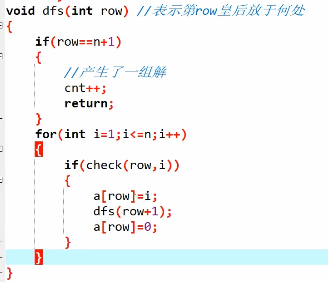 void dfs(int row) //表示第row皇后放于何处
{
    if(row==n+1)
    {
        //产生了一组解
        cnt++;
        return;
    }
    for(int i=1;i<=n;i++)
    {
        if(check(row,i))
        {
            a[row]=i;
            dfs(row+1);
            a[row]=0;
        }
    }
}